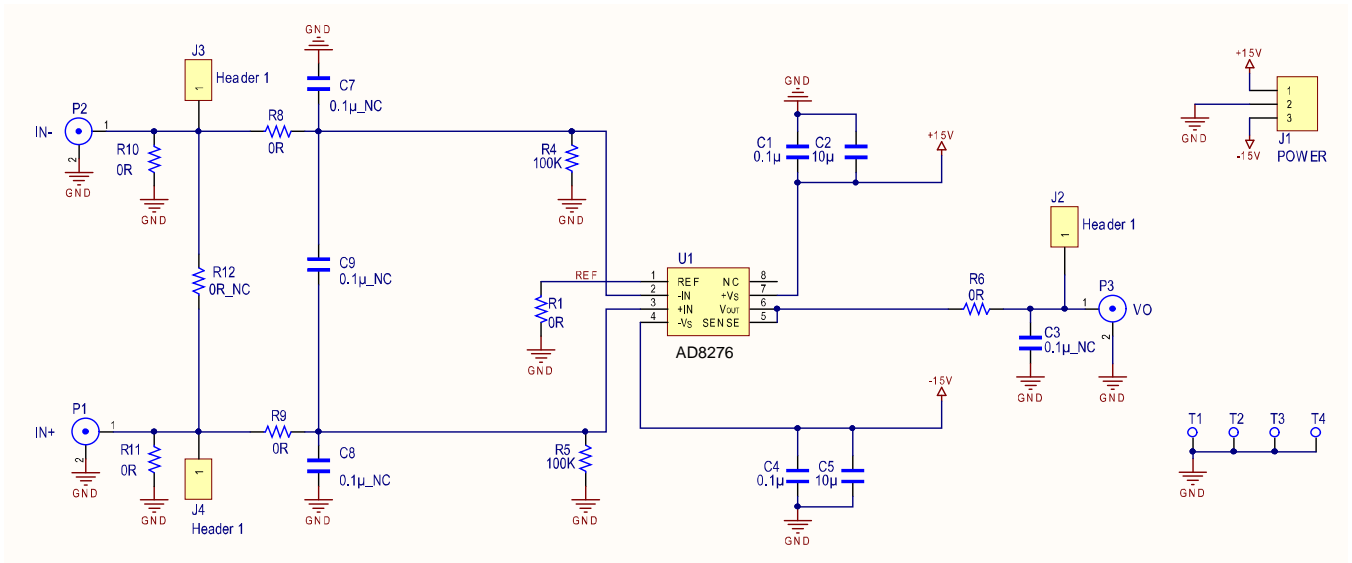 GND
J3
1
Header 1
C7
0.1µ_NC
P2
IN-
1
2
GND
R10
0R
GND
R8
0R
R4
100K
GND
R12
0R_NC
C9
0.1µ_NC
P1
IN+
1
2
GND
R11
0R
GND
1
J4
Header 1
R9
0R
C8
0.1µ_NC
GND
R5
100K
GND
REF
R1
0R
GND
U1
1 REF NC 8
2 -IN +Vs 7
3 +IN VOUT 6
4 -Vs SENSE 5
AD8276
GND
C1
0.1µ
C2
10µ
+15V
-15V
C4
0.1µ
C5
10µ
GND
R6
0R
J2
1
Header 1
C3
0.1µ_NC
GND
P3
1
2
VO
GND
+15V
GND
-15V
1
2
3
J1
POWER
T1 T2 T3 T4
GND